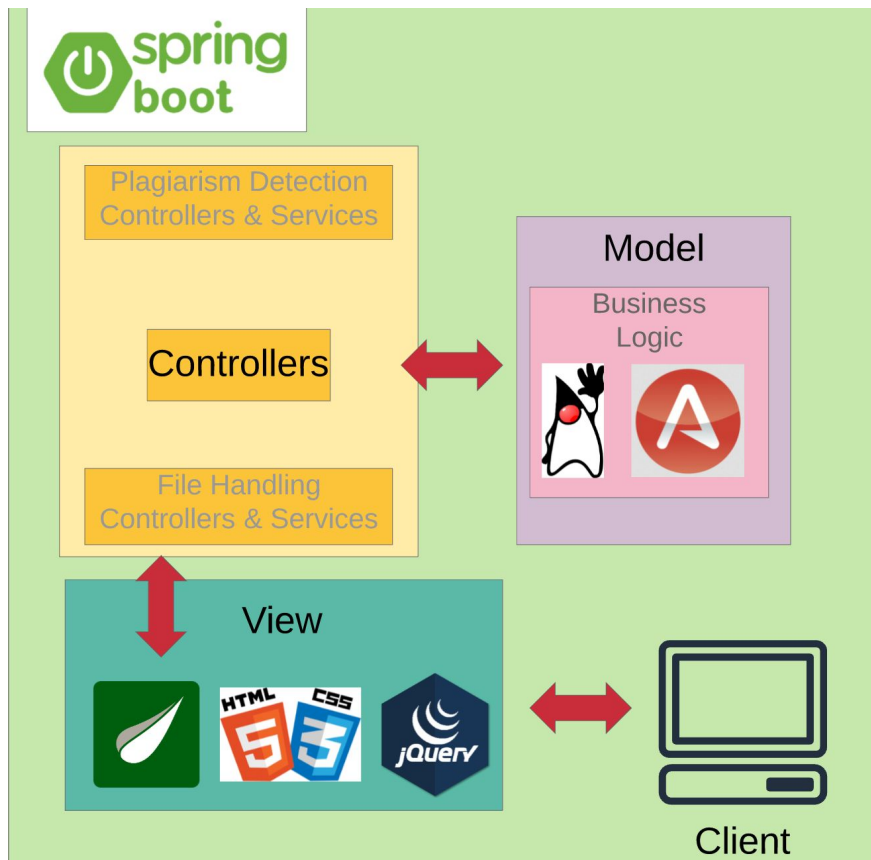 spring
boot
Plagiarism Detection
Controllers & Services
Controllers
File Handling
Controllers & Services
Model
Business
Logic
View
HTML
5
CSS
3
jQuery
Client